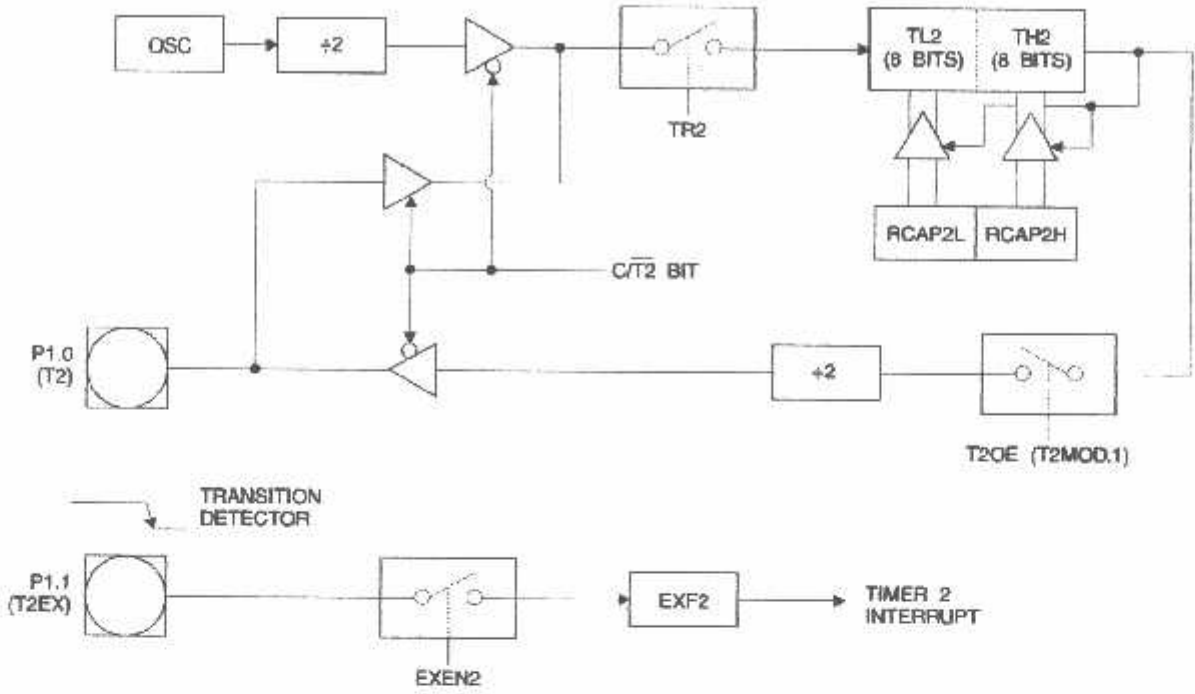 OSC
÷2
TR2
TL2
(8 BITS)
TH2
(8 BITS)
RCAP2L
RCAP2H
C/T2 BIT
P1.0
(T2)
÷2
T2OE (T2MOD.1)
TRANSITION
DETECTOR
P1.1
(T2EX)
EXEN2
EXF2
TIMER 2
INTERRUPT